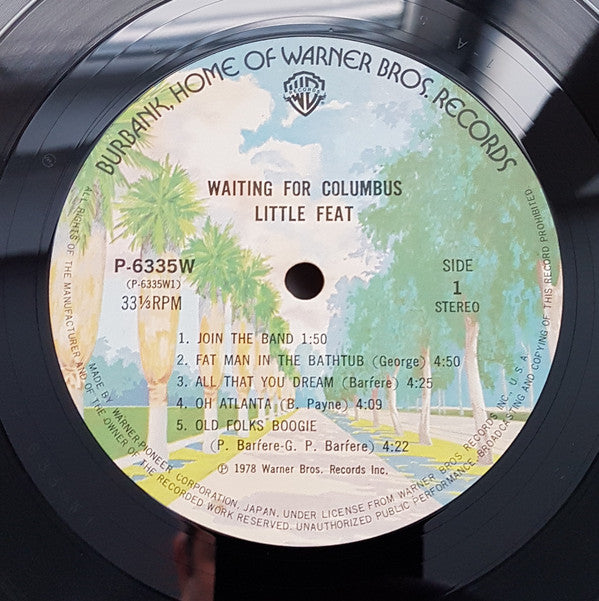 BURBANK, HOME OF WARNER BROS. RECORDS
WAITING FOR COLUMBUS
LITTLE FEAT
P-6335W
(P-6335W1)
33⅓RPM
SIDE
1
STEREO
1. JOIN THE BAND 1:50
2. FAT MAN IN THE BATHTUB (George) 4:50
3. ALL THAT YOU DREAM (Barfere) 4:25
4. OH ATLANTA (B. Payne) 4:09
5. OLD FOLKS' BOOGIE
(P. Barfere-G. P. Barfere) 4:22
℗ 1978 Warner Bros. Records Inc.
MADE BY WARNER-PIONEER CORPORATION, JAPAN. UNDER LICENSE FROM WARNER BROS. RECORDS INC., U.S.A.
ALL RIGHTS OF THE MANUFACTURER AND OF THE OWNER OF THE RECORDED WORK RESERVED. UNAUTHORIZED PUBLIC PERFORMANCE, BROADCASTING AND COPYING OF THIS RECORD PROHIBITED